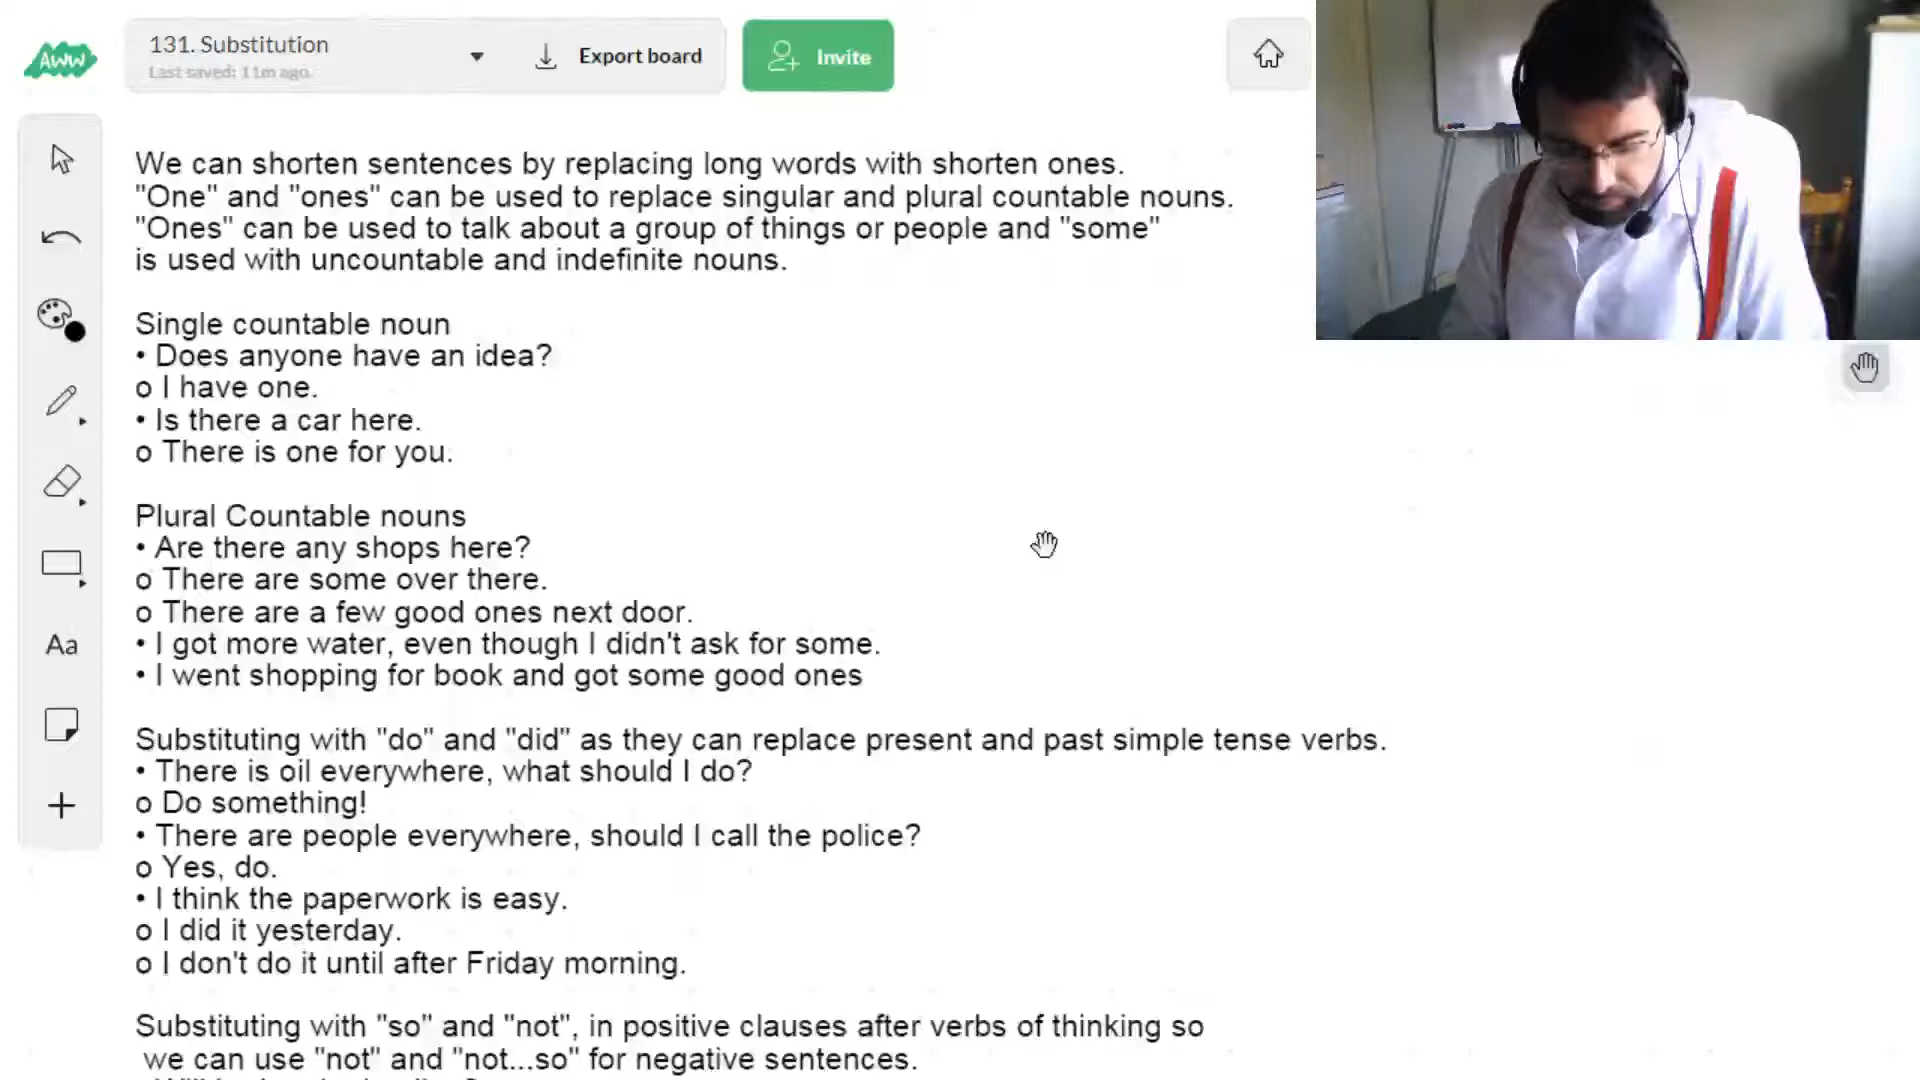 AWW
131. Substitution
Last saved: 11m ago.
Export board
Invite
We can shorten sentences by replacing long words with shorten ones.
"One" and "ones" can be used to replace singular and plural countable nouns.
"Ones" can be used to talk about a group of things or people and "some"
is used with uncountable and indefinite nouns.
Single countable noun
• Does anyone have an idea?
o I have one.
• Is there a car here.
o There is one for you.
Plural Countable nouns
• Are there any shops here?
o There are some over there.
o There are a few good ones next door.
• I got more water, even though I didn't ask for some.
• I went shopping for book and got some good ones
Aa
Substituting with "do" and "did" as they can replace present and past simple tense verbs.
• There is oil everywhere, what should I do?
o Do something!
• There are people everywhere, should I call the police?
o Yes, do.
• I think the paperwork is easy.
o I did it yesterday.
o I don't do it until after Friday morning.
Substituting with "so" and "not", in positive clauses after verbs of thinking so
we can use "not" and "not...so" for negative sentences.